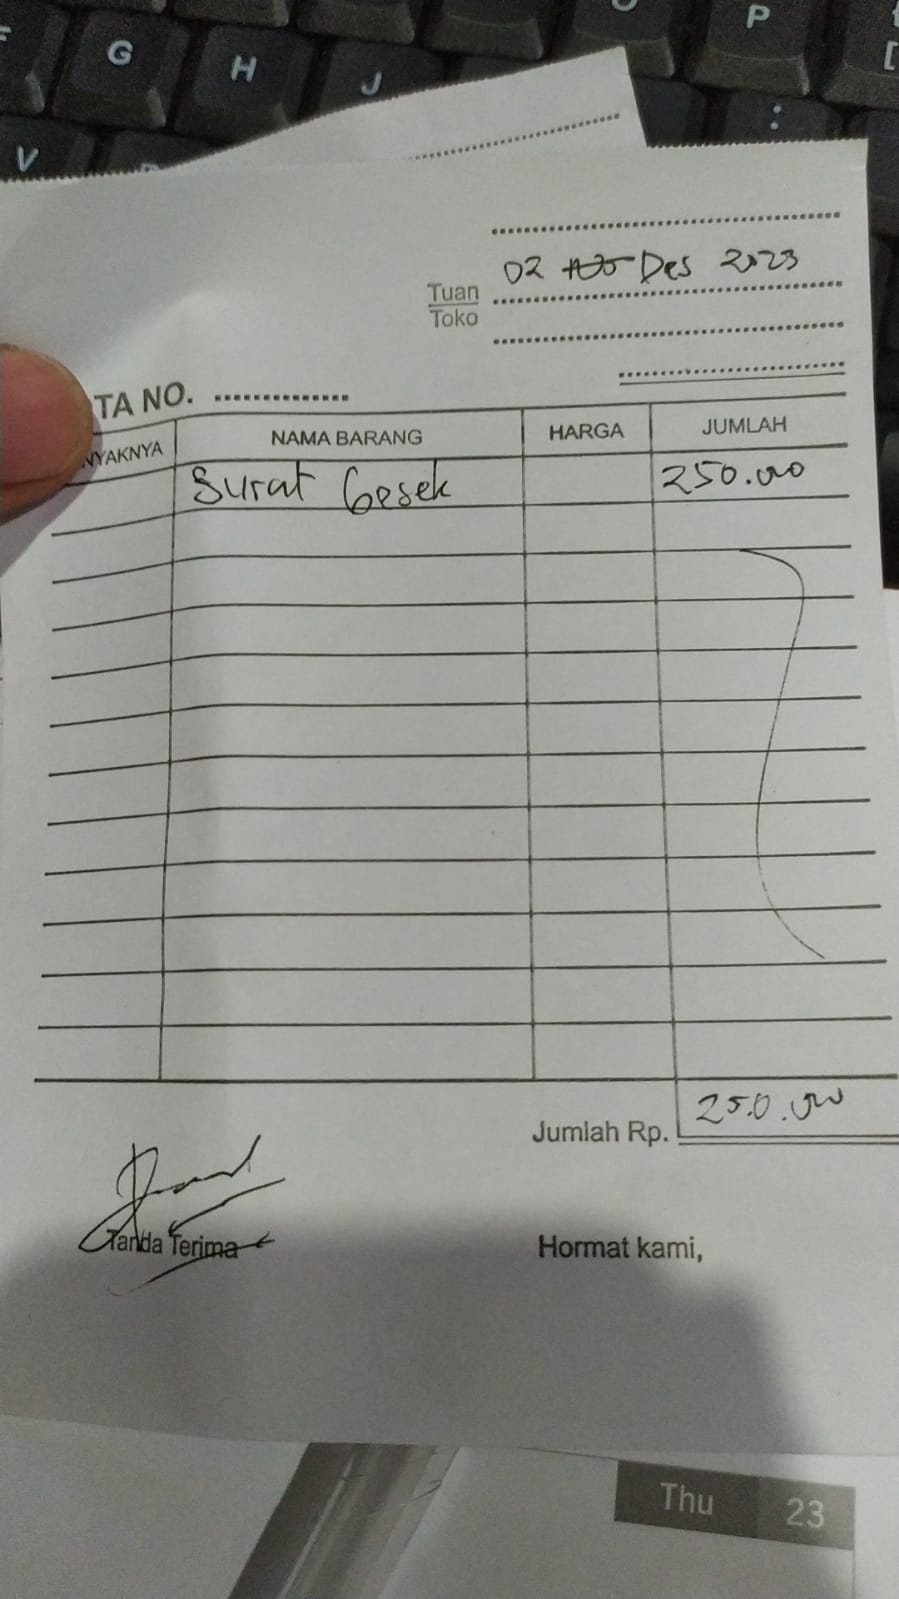 G H J P
V
02 Des 2023
Tuan
Toko
TA NO. ..............
NYAKNYA NAMA BARANG HARGA JUMLAH
Surat Gesek 250.000
Jumlah Rp. 250.000
Tanda Terima Hormat kami,
Thu 23